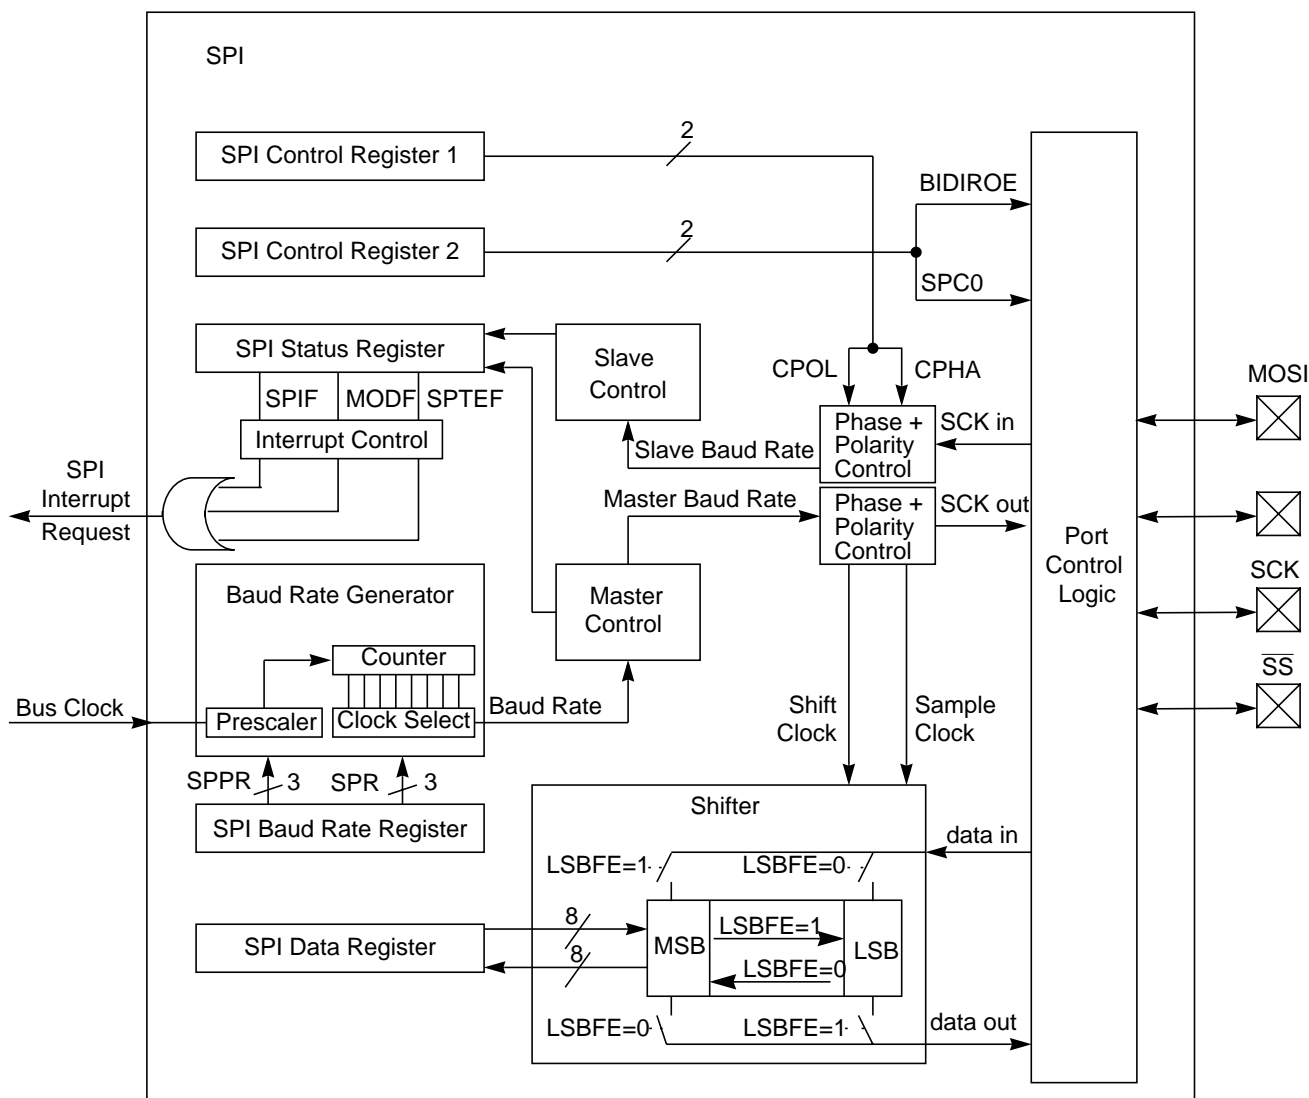 SPI
SPI Control Register 1
2
BIDIROE
SPI Control Register 2
2
SPC0
SPI Status Register
Slave
Control
CPOL
CPHA
MOSI
SPIF
MODF
SPTEF
Interrupt Control
Slave Baud Rate
Phase +
Polarity
Control
SCK in
SPI
Interrupt
Request
Master Baud Rate
Phase +
Polarity
Control
SCK out
Port
Control
Logic
SCK
Baud Rate Generator
Master
Control
Counter
SS
Bus Clock
Prescaler
Clock Select
Baud Rate
Shift
Clock
Sample
Clock
SPPR
3
SPR
3
SPI Baud Rate Register
Shifter
data in
LSBFE=1
LSBFE=0
8
SPI Data Register
8
MSB
LSBFE=1
LSBFE=0
LSB
LSBFE=0
LSBFE=1
data out